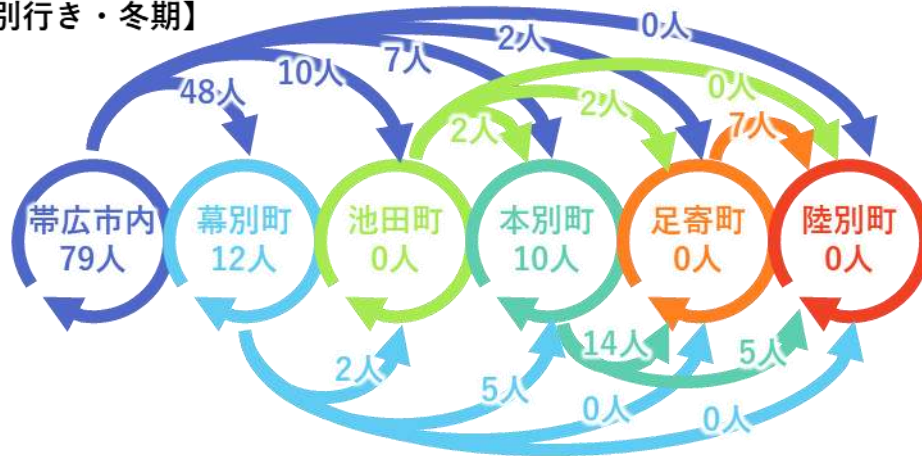 別行き・冬期】
0人
2人
7人
10人
48人
0人
2人
2人
7人
帯広市内
79人
幕別町
12人
池田町
0人
本別町
10人
足寄町
0人
陸別町
0人
14人
5人
2人
5人
0人
0人